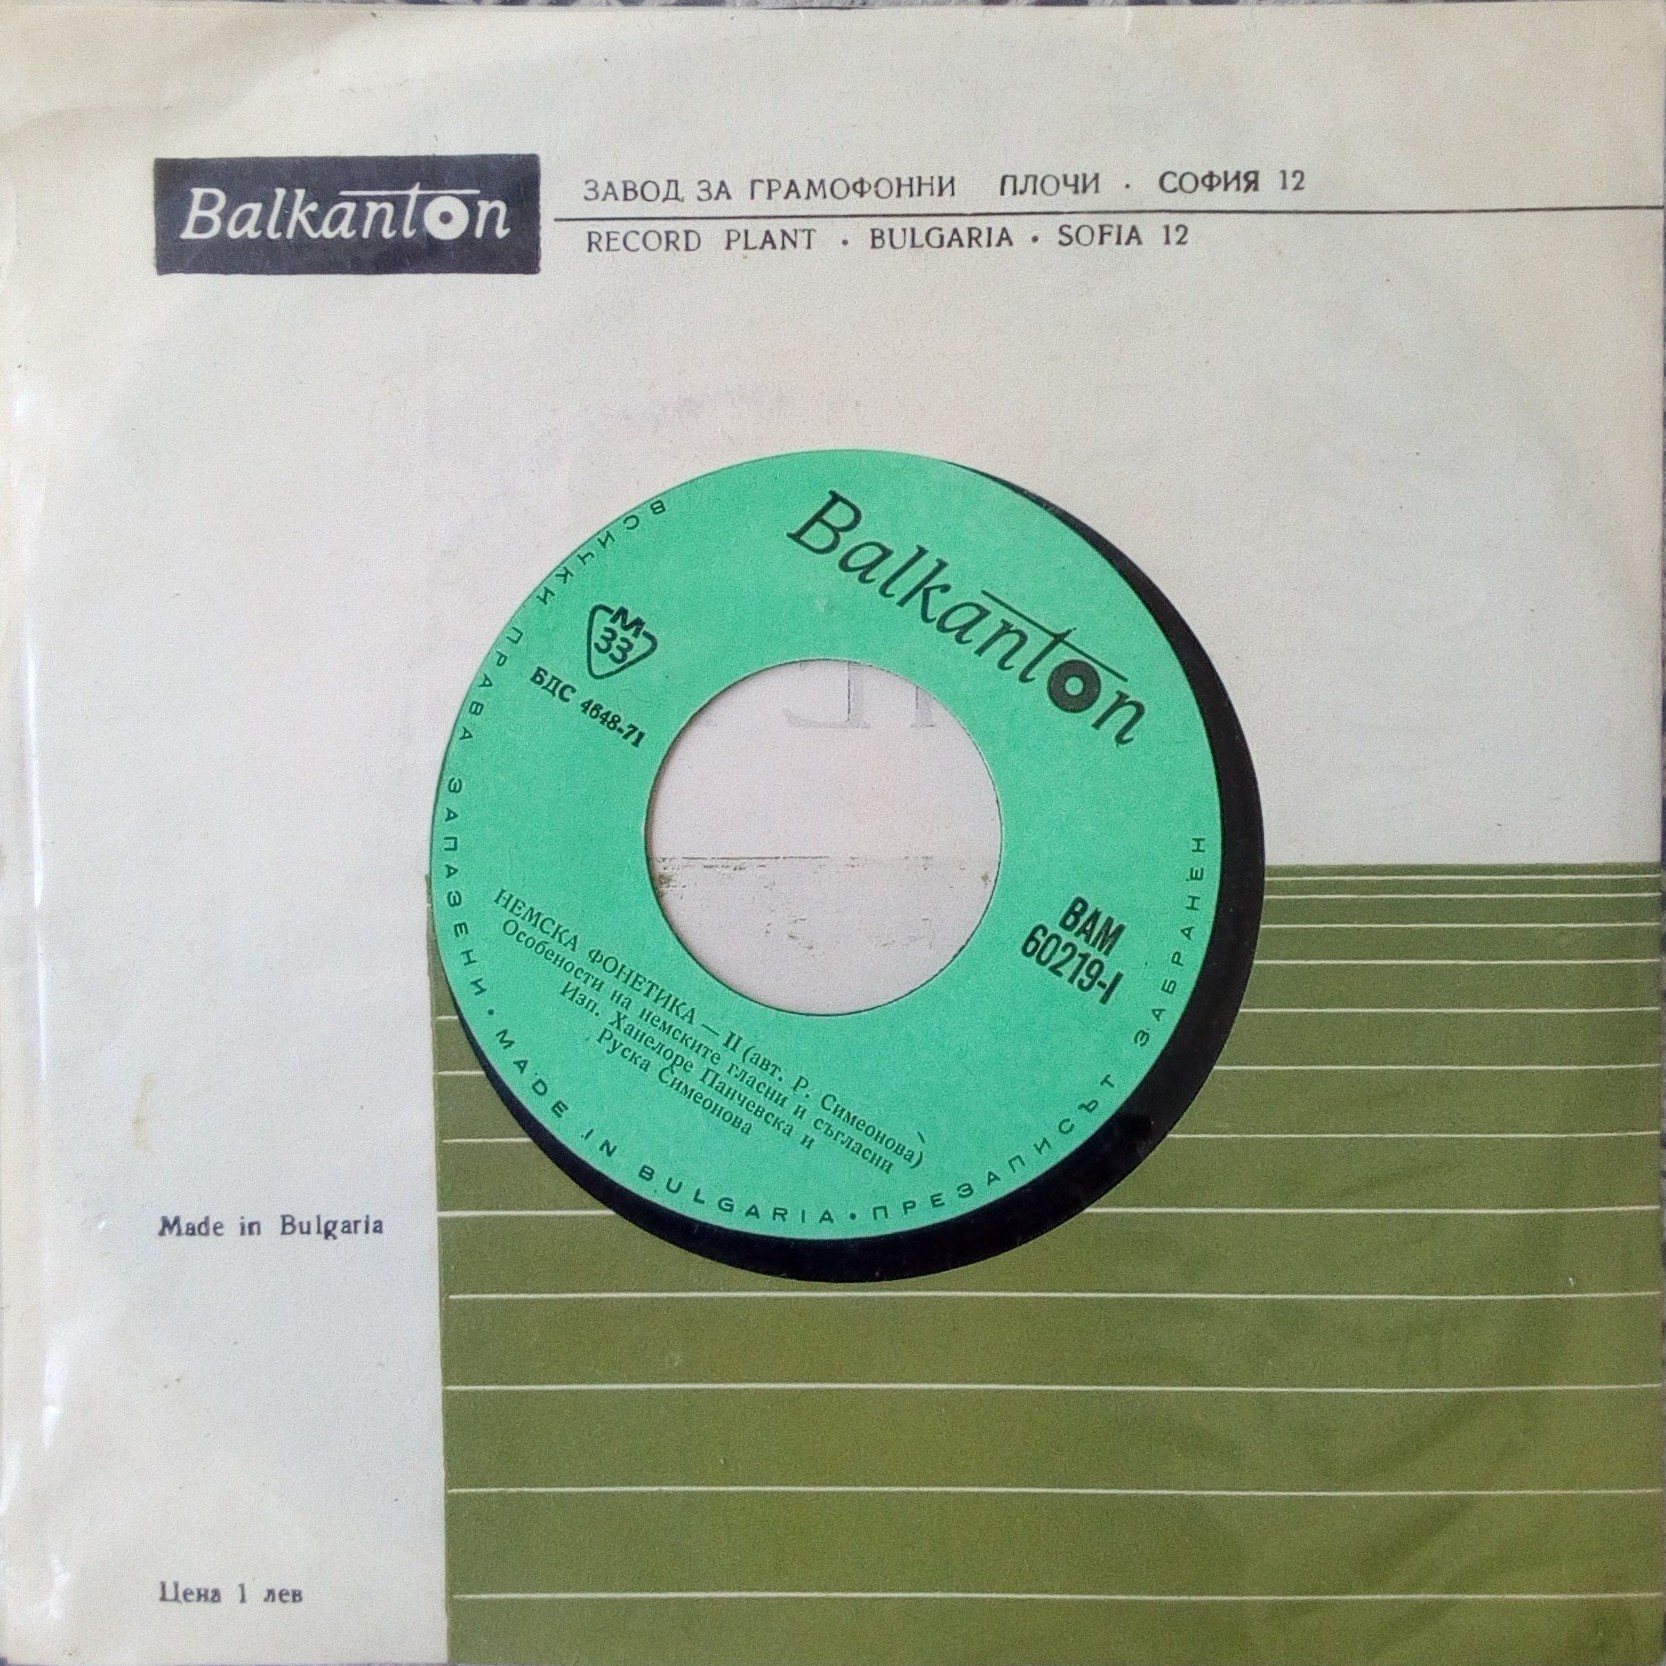 Balkanton
ЗАВОД ЗА ГРАМОФОННИ ПЛОЧИ · СОФИЯ 12
RECORD PLANT · BULGARIA · SOFIA 12
Balkanton
М
33
БДС 4648-71
ВАМ
60219-I
НЕМСКА ФОНЕТИКА — II (авт. Р. Симеонова)
Особености на немските гласни и съгласни
Изп. Ханелоре Панчевска и
Руска Симеонова
ВСИЧКИ ПРАВА ЗАПАЗЕНИ · MADE IN BULGARIA · ПРЕЗАПИСЪТ ЗАБРАНЕН
Made in Bulgaria
Цена 1 лев